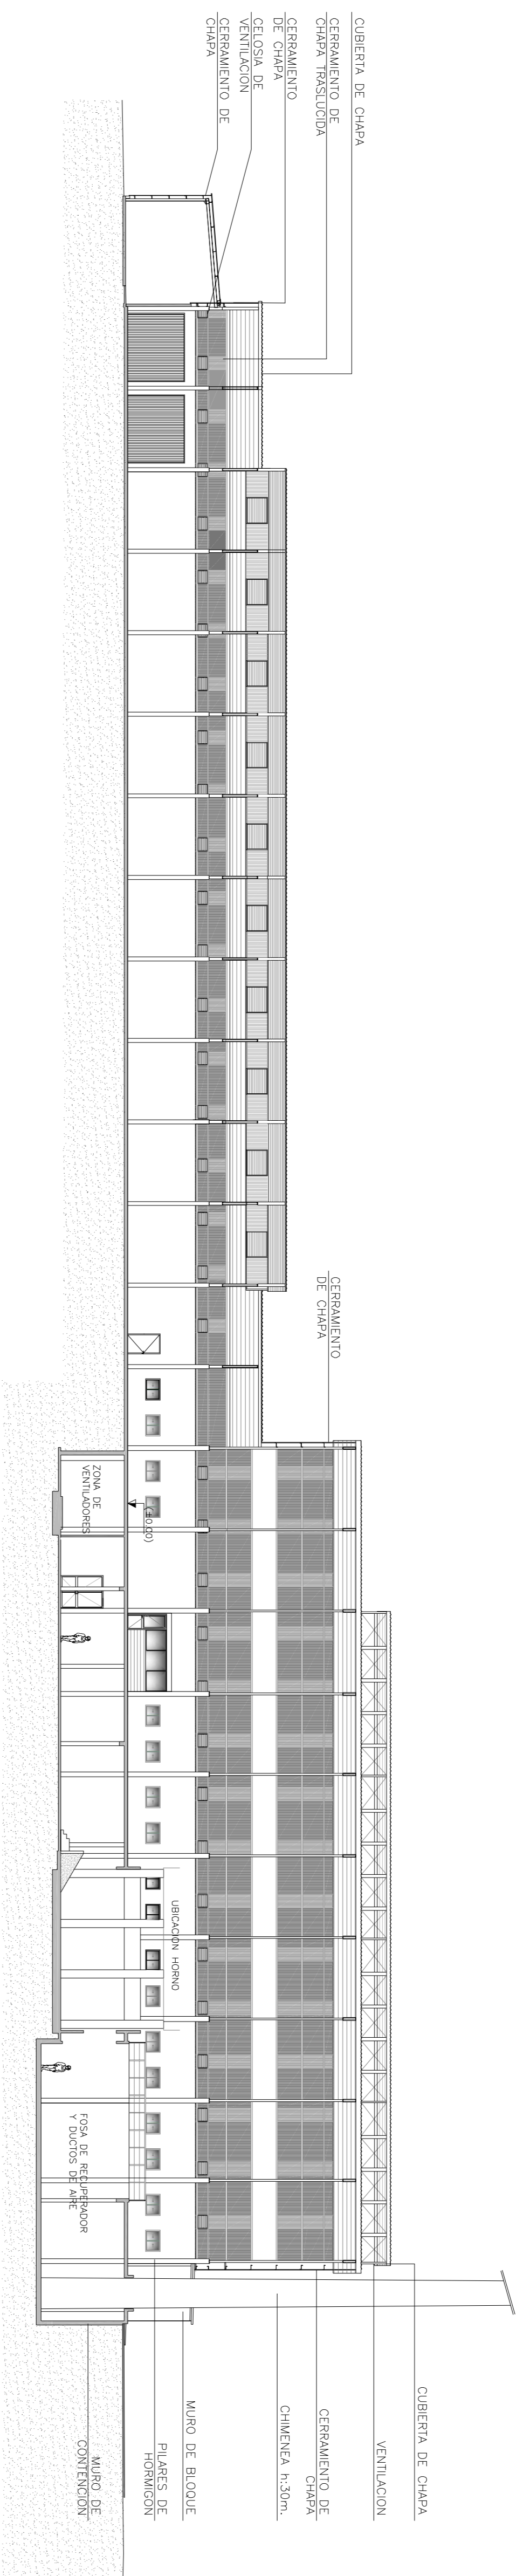 CUBIERTA DE CHAPA
CERRAMIENTO DE
CHAPA TRASLUCIDA
CERRAMIENTO
DE CHAPA
CELOSIA DE
VENTILACION
CERRAMIENTO DE
CHAPA
CERRAMIENTO
DE CHAPA
ZONA DE
VENTILADORES
(±0.00)
UBICACION HORNO
FOSA DE RECUPERADOR
Y DUCTOS DE AIRE
CUBIERTA DE CHAPA
VENTILACION
CERRAMIENTO DE
CHAPA
CHIMENEA h:30m.
MURO DE BLOQUE
PILARES DE
HORMIGON
MURO DE
CONTENCION